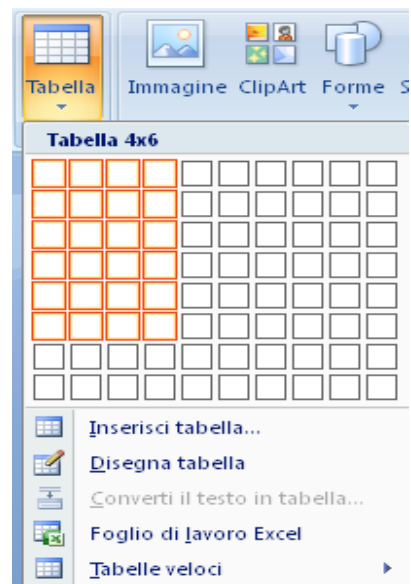 Tabella Immagine ClipArt Forme S
Tabella 4x6
Inserisci tabella...
Disegna tabella
Converti il testo in tabella...
Foglio di lavoro Excel
Tabelle veloci